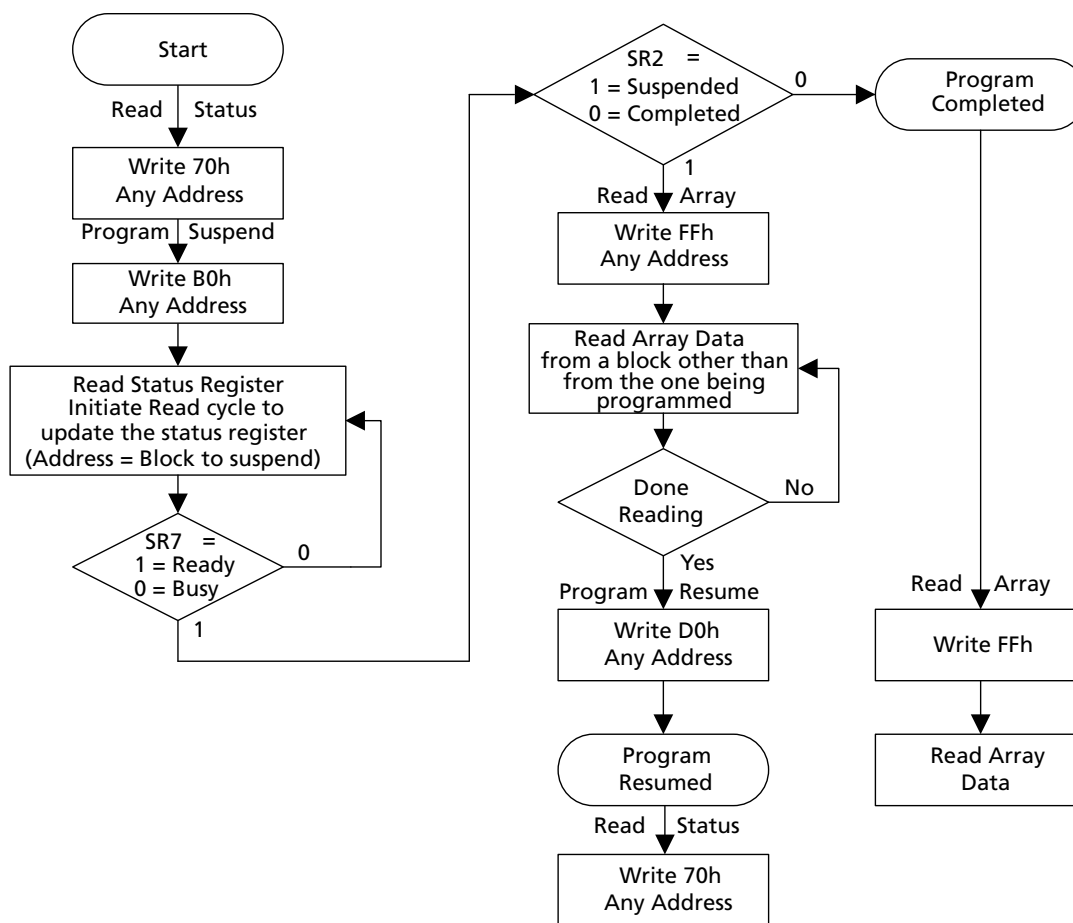 Start
Read Status
Write 70h
Any Address
Program Suspend
Write B0h
Any Address
Read Status Register
Initiate Read cycle to
update the status register
(Address = Block to suspend)
SR7 =
1 = Ready
0 = Busy
0
1
SR2 =
1 = Suspended
0 = Completed
0
1
Read Array
Write FFh
Any Address
Read Array Data
from a block other than
from the one being
programmed
Done
Reading
No
Yes
Program Resume
Write D0h
Any Address
Program
Resumed
Read Status
Write 70h
Any Address
Program
Completed
Read Array
Write FFh
Read Array
Data